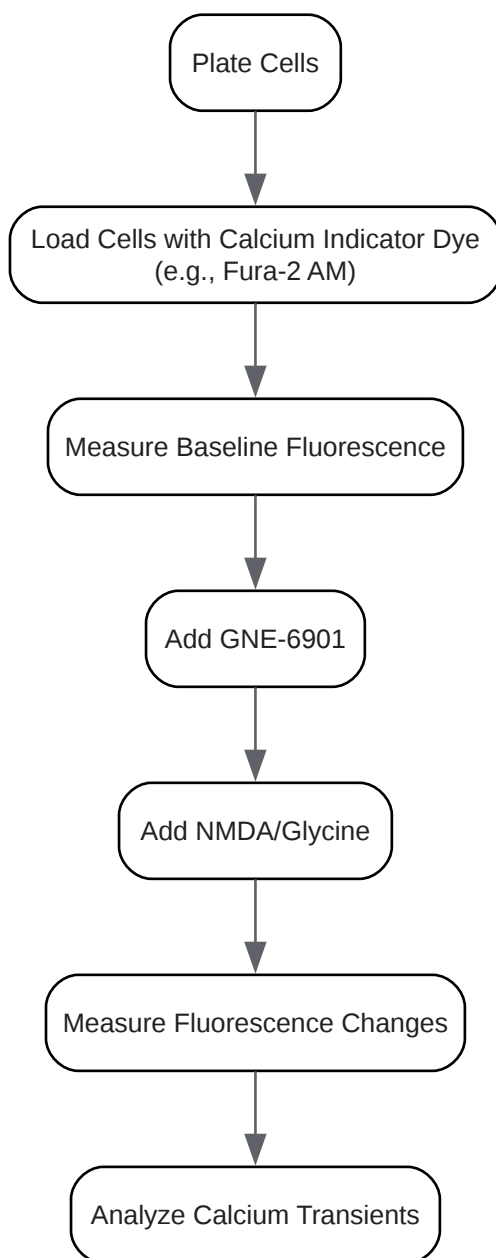 Plate Cells
Load Cells with Calcium Indicator Dye
(e.g., Fura-2 AM)
Measure Baseline Fluorescence
Add GNE-6901
Add NMDA/Glycine
Measure Fluorescence Changes
Analyze Calcium Transients